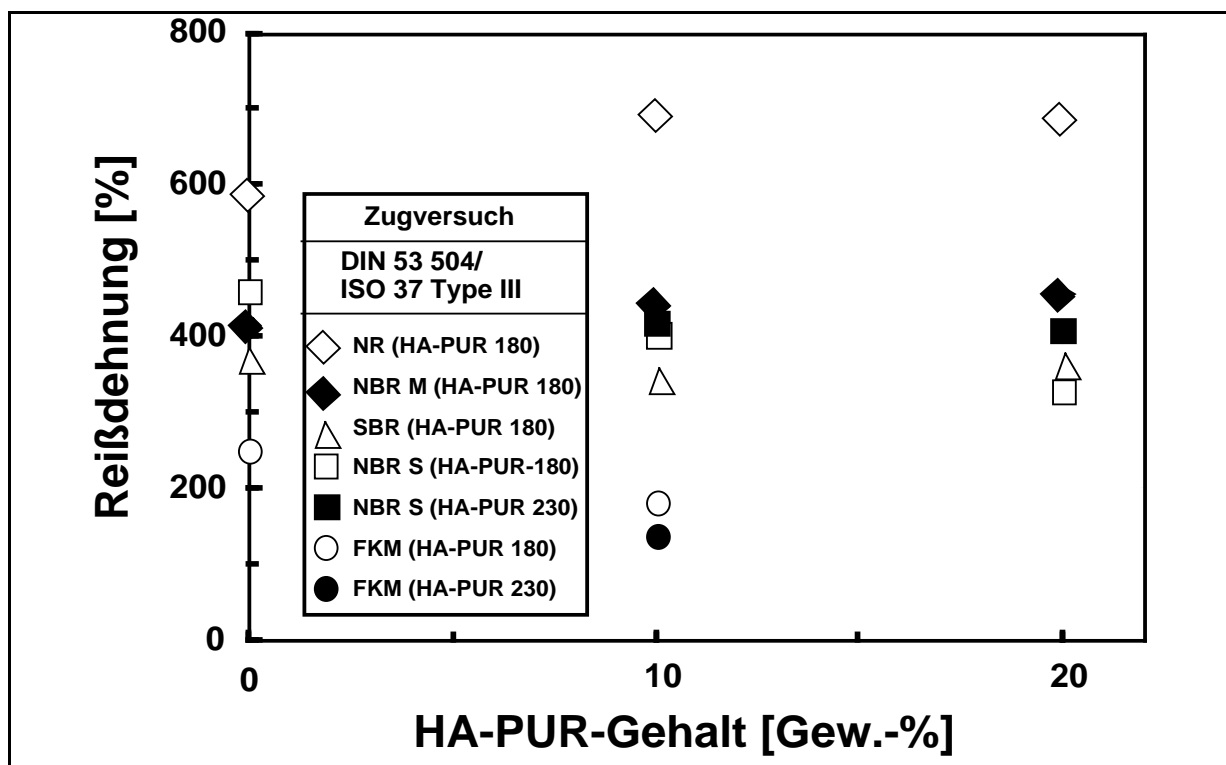 800
600
400
200
0
Reißdehnung [%]
Zugversuch
DIN 53 504/
ISO 37 Type III
NR (HA-PUR 180)
NBR M (HA-PUR 180)
SBR (HA-PUR 180)
NBR S (HA-PUR-180)
NBR S (HA-PUR 230)
FKM (HA-PUR 180)
FKM (HA-PUR 230)
0 10 20
HA-PUR-Gehalt [Gew.-%]